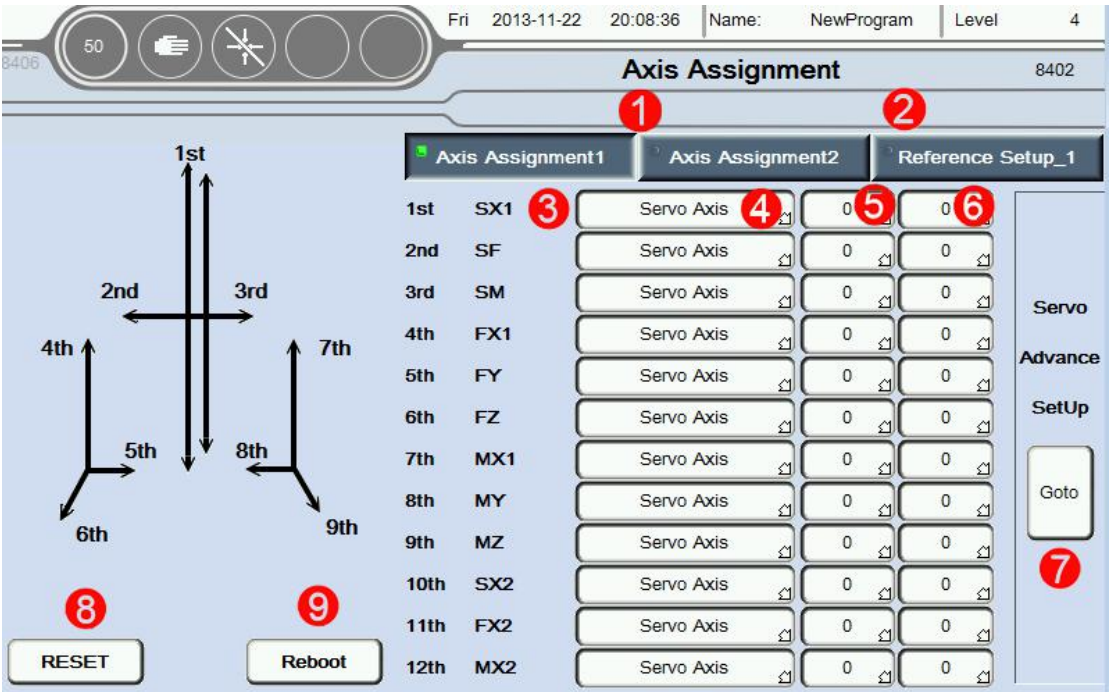 Fri 2013-11-22 20:08:36 Name: NewProgram Level 4
50
8406 Axis Assignment 8402
1 2
Axis Assignment1 Axis Assignment2 Reference Setup_1
1st
2nd 3rd
4th 7th
5th 8th
6th 9th
1st SX1 3 Servo Axis 4 0 5 0 6
2nd SF Servo Axis 0 0
3rd SM Servo Axis 0 0
4th FX1 Servo Axis 0 0
5th FY Servo Axis 0 0
6th FZ Servo Axis 0 0
7th MX1 Servo Axis 0 0
8th MY Servo Axis 0 0
9th MZ Servo Axis 0 0
10th SX2 Servo Axis 0 0
11th FX2 Servo Axis 0 0
12th MX2 Servo Axis 0 0
Servo
Advance
SetUp
Goto
7
8 9
RESET Reboot